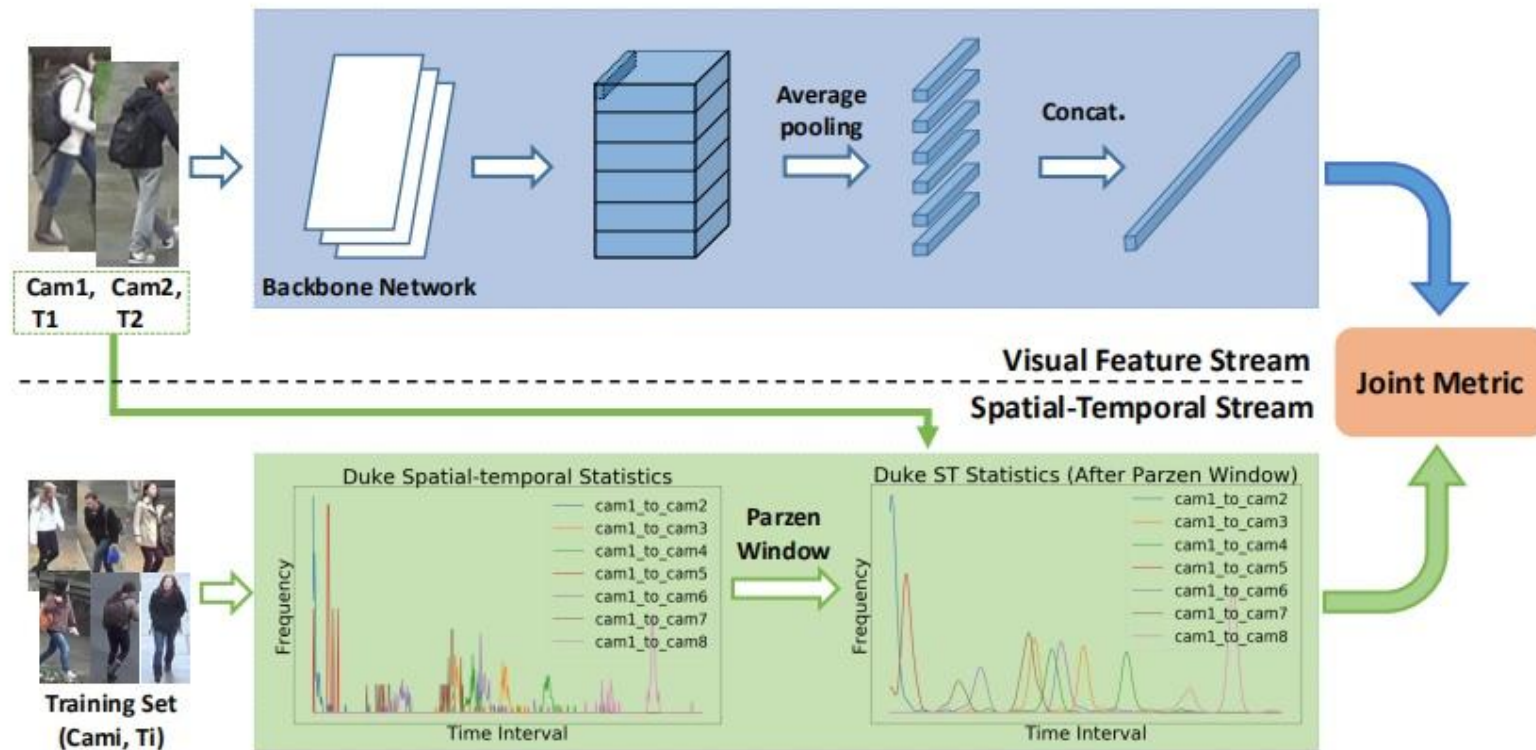 Average
pooling
Concat.
Backbone Network
Cam1, Cam2,
T1 T2
Visual Feature Stream
Spatial-Temporal Stream
Joint Metric
Duke Spatial-temporal Statistics
cam1_to_cam2
cam1_to_cam3
cam1_to_cam4
cam1_to_cam5
cam1_to_cam6
cam1_to_cam7
cam1_to_cam8
Frequency
Time Interval
Parzen
Window
Duke ST Statistics (After Parzen Window)
cam1_to_cam2
cam1_to_cam3
cam1_to_cam4
cam1_to_cam5
cam1_to_cam6
cam1_to_cam7
cam1_to_cam8
Frequency
Time Interval
Training Set
(Cami, Ti)